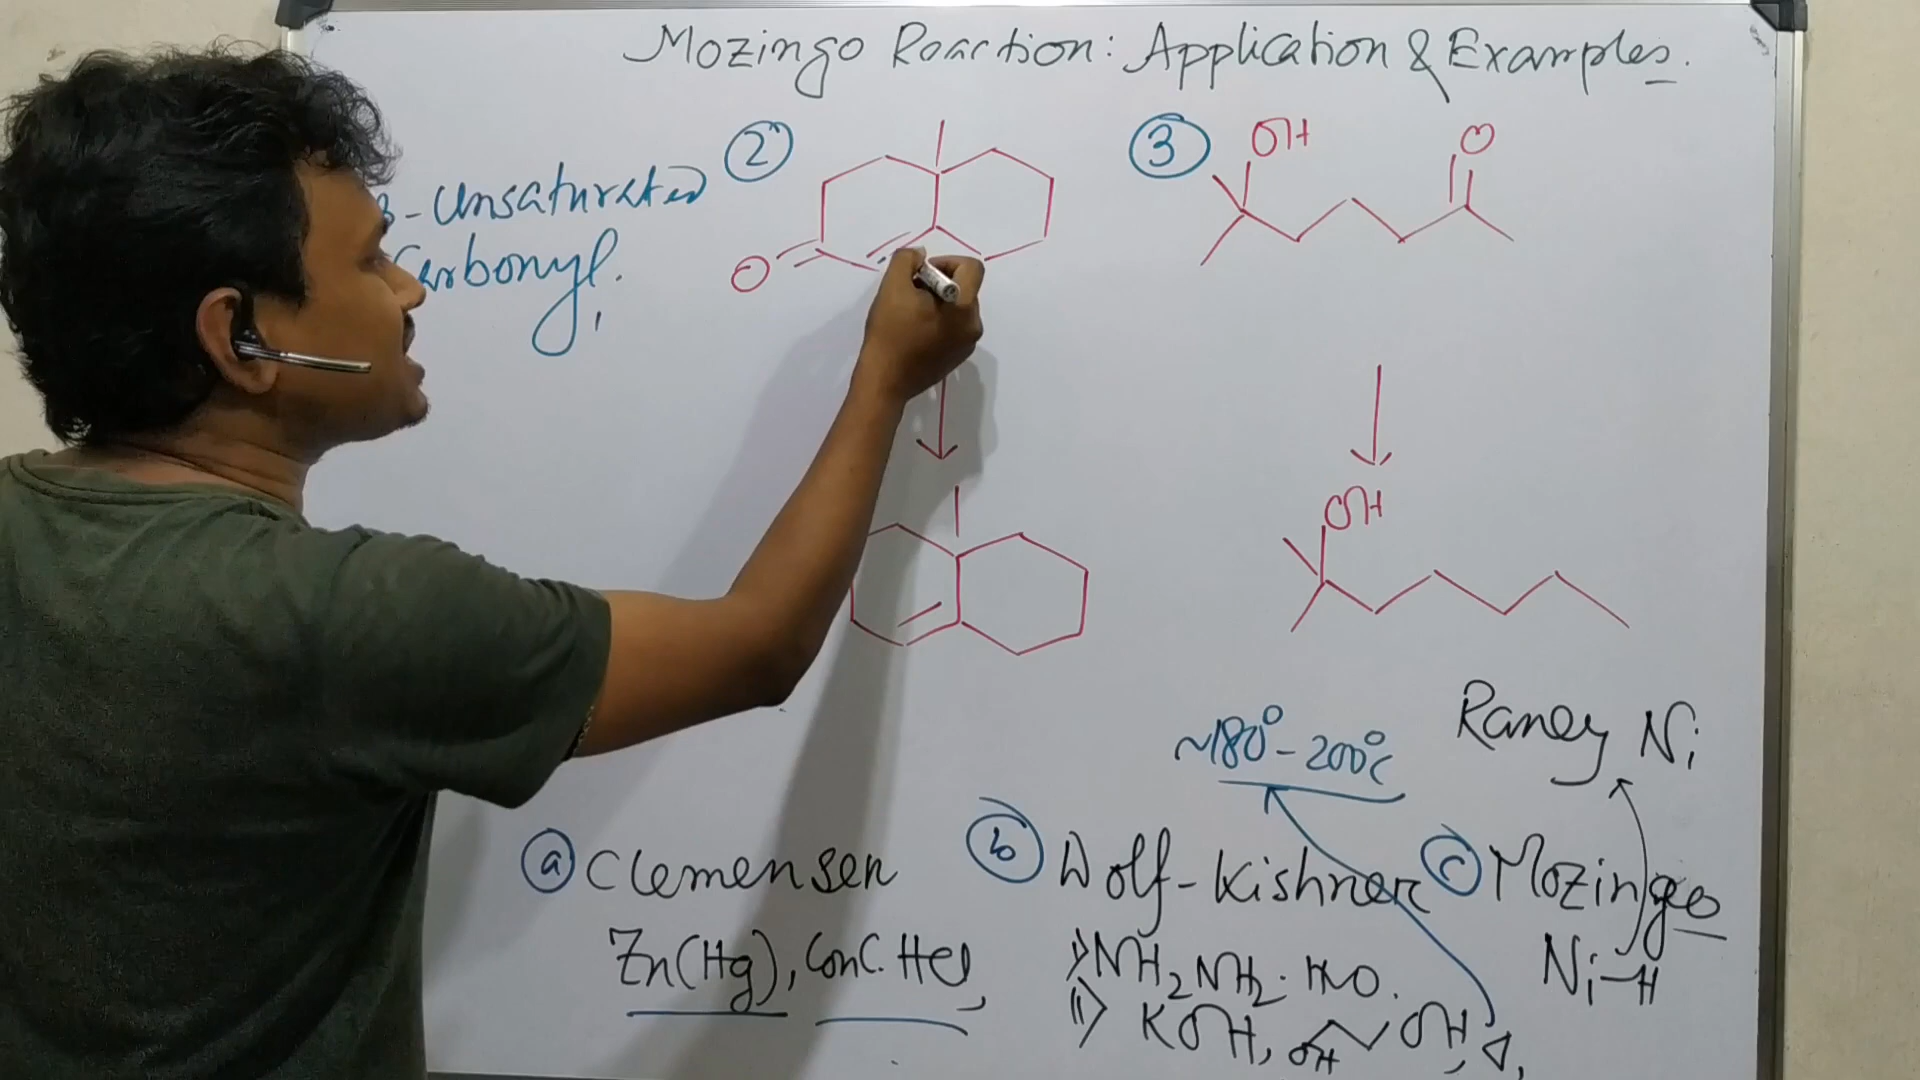 Mozingo Reaction: Application & Examples.
β-Unsaturated
Carbonyl.
2
O
3
OH
O
OH
~180°-200°c
Raney Ni
a Clemensen
Zn(Hg), Conc. Hcl,
b Wolf-Kishner
i> NH2NH2. H2O.
ii> KOH, OH OH, Δ,
c Mozingo
Ni-H